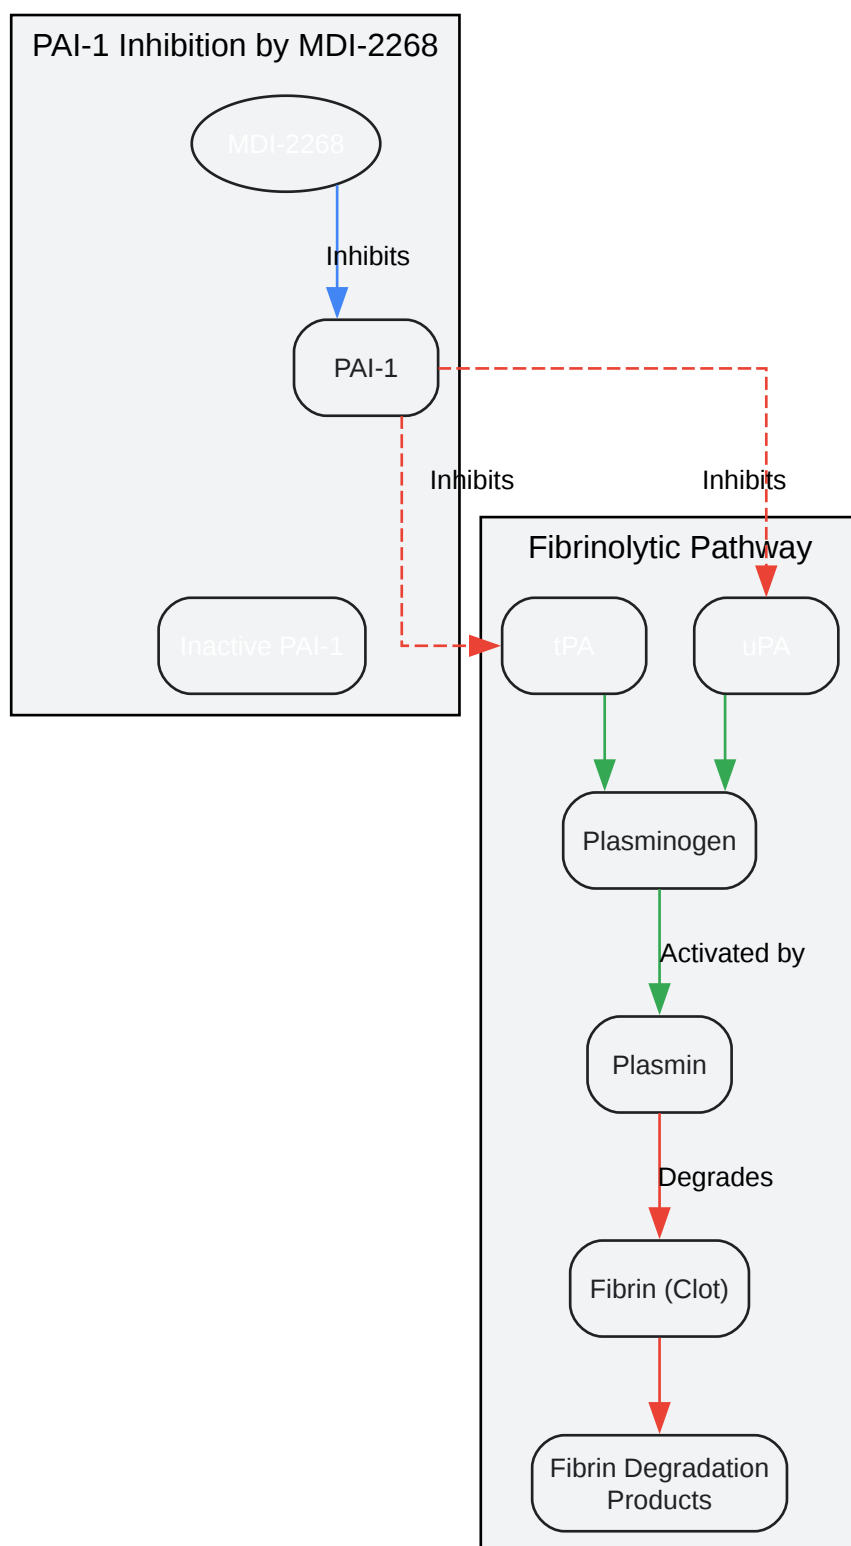 PAI-1 Inhibition by MDI-2268
MDI-2268
Inhibits
PAI-1
Inhibits
Inhibits
Fibrinolytic Pathway
Inactive PAI-1
tPA
uPA
Plasminogen
Activated by
Plasmin
Degrades
Fibrin (Clot)
Fibrin Degradation
Products